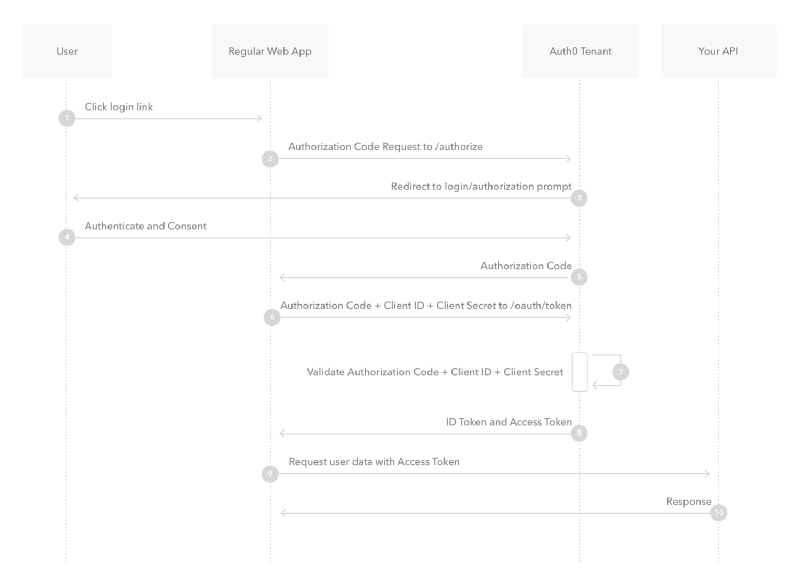 User
Regular Web App
Auth0 Tenant
Your API
Click login link
1
Authorization Code Request to /authorize
2
Redirect to login/authorization prompt
3
Authenticate and Consent
4
Authorization Code
5
Authorization Code + Client ID + Client Secret to /oauth/token
6
Validate Authorization Code + Client ID + Client Secret
7
ID Token and Access Token
8
Request user data with Access Token
9
Response
10